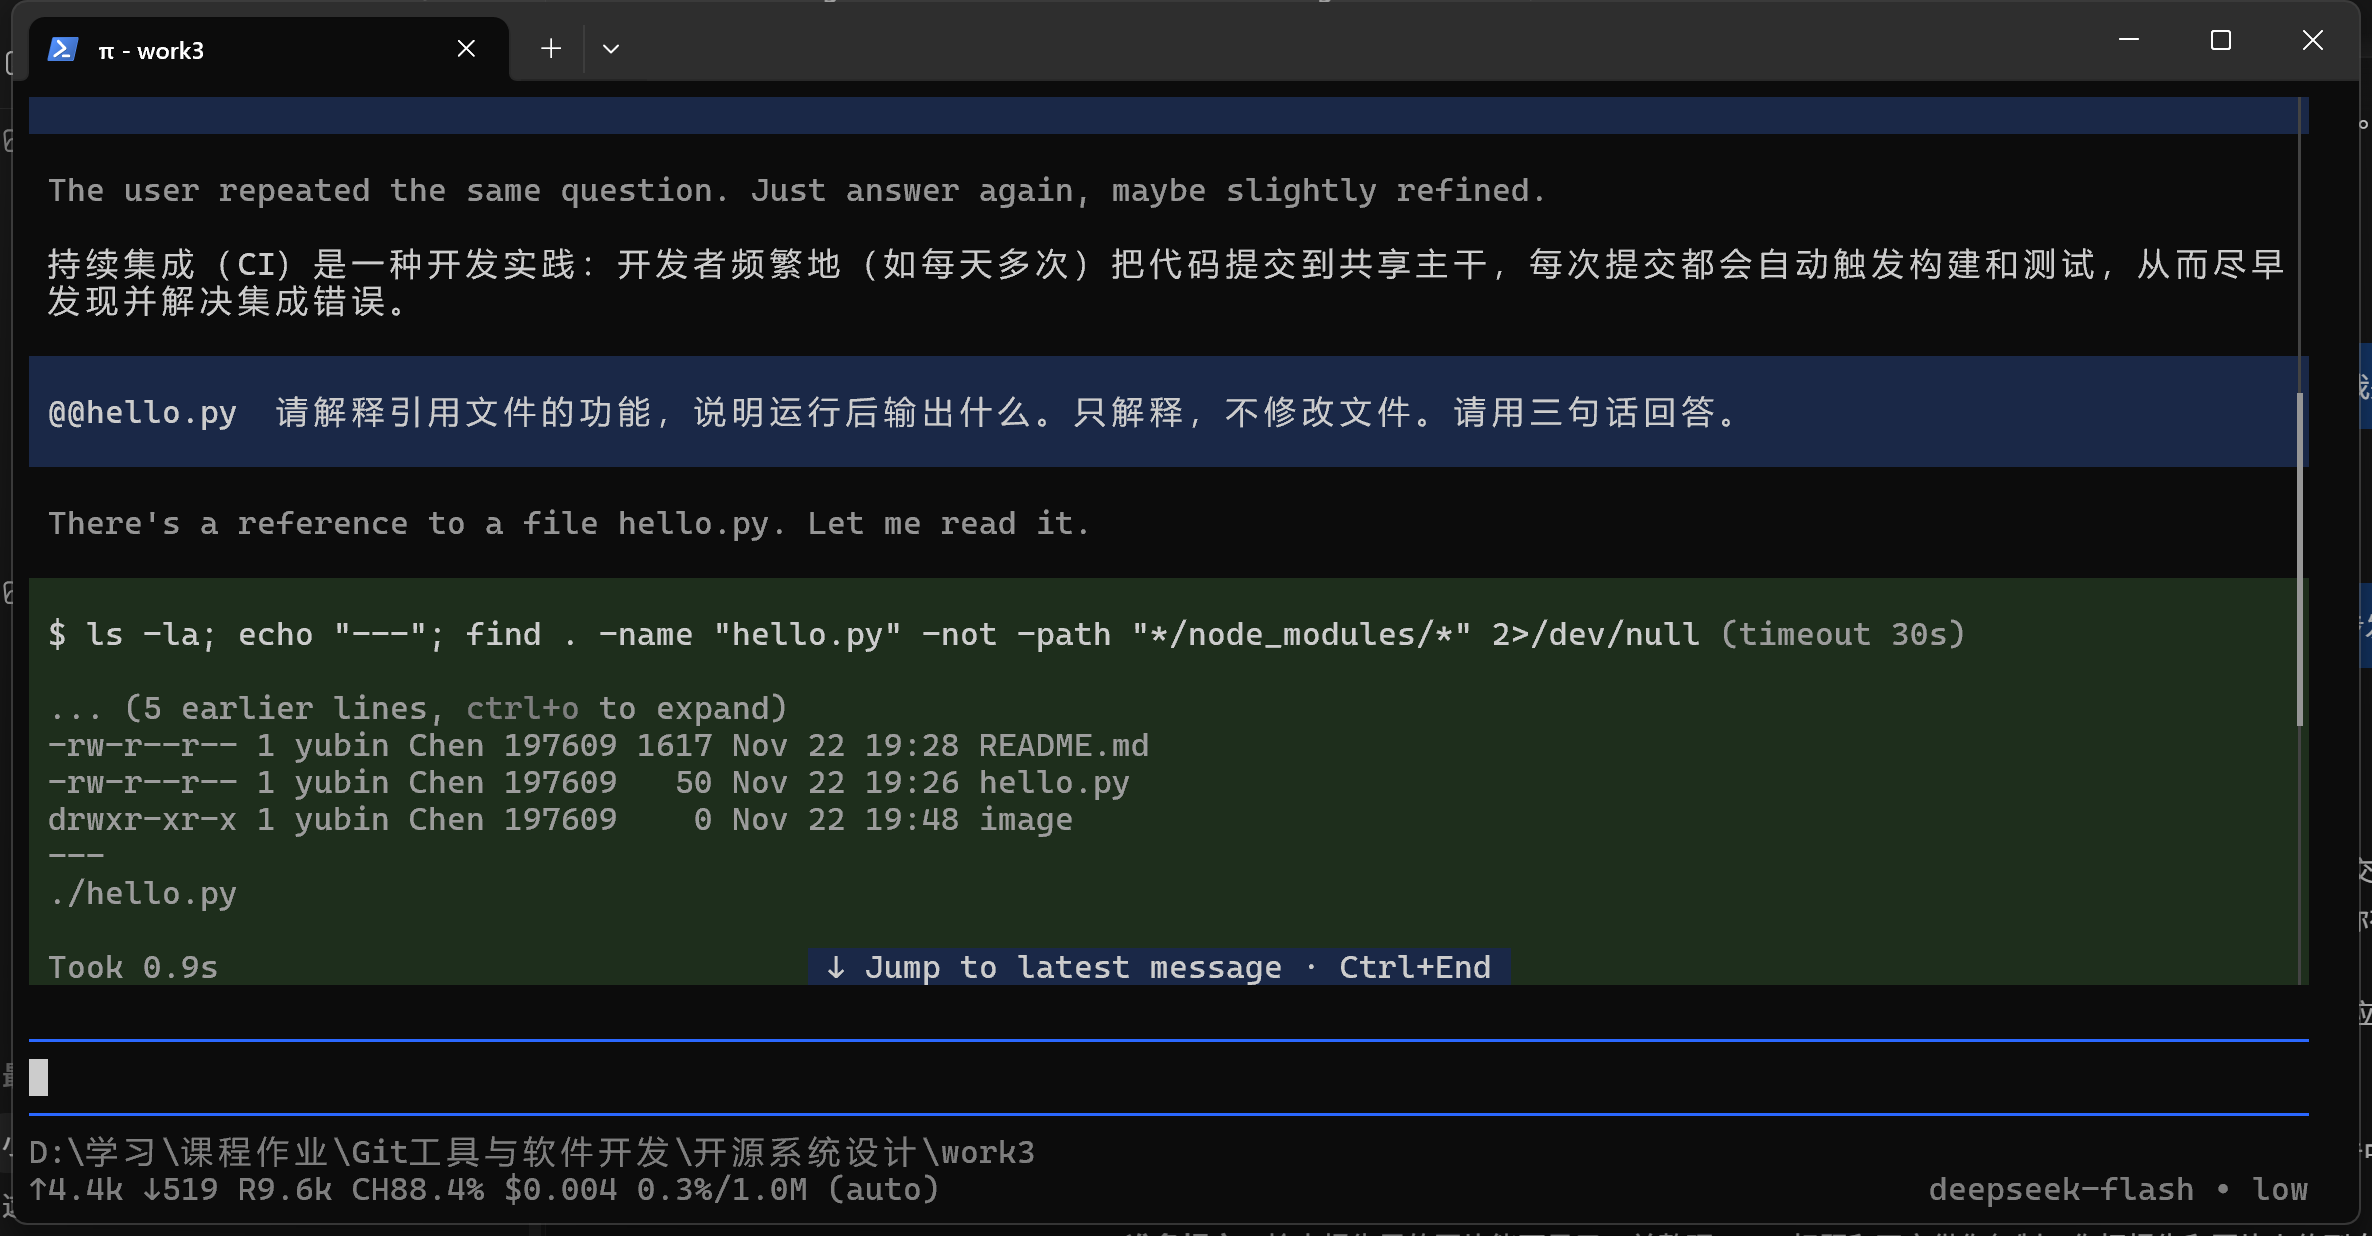 π - work3
The user repeated the same question. Just answer again, maybe slightly refined.
持续集成（CI）是一种开发实践：开发者频繁地（如每天多次）把代码提交到共享主干，每次提交都会自动触发构建和测试，从而尽早
发现并解决集成错误。
@@hello.py  请解释引用文件的功能，说明运行后输出什么。只解释，不修改文件。请用三句话回答。
There's a reference to a file hello.py. Let me read it.
$ ls -la; echo "---"; find . -name "hello.py" -not -path "*/node_modules/*" 2>/dev/null (timeout 30s)
... (5 earlier lines, ctrl+o to expand)
-rw-r--r-- 1 yubin Chen 197609 1617 Nov 22 19:28 README.md
-rw-r--r-- 1 yubin Chen 197609   50 Nov 22 19:26 hello.py
drwxr-xr-x 1 yubin Chen 197609    0 Nov 22 19:48 image
---
./hello.py
Took 0.9s
↓ Jump to latest message · Ctrl+End
D:\学习\课程作业\Git工具与软件开发\开源系统设计\work3
↑4.4k ↓519 R9.6k CH88.4% $0.004 0.3%/1.0M (auto)
deepseek-flash • low